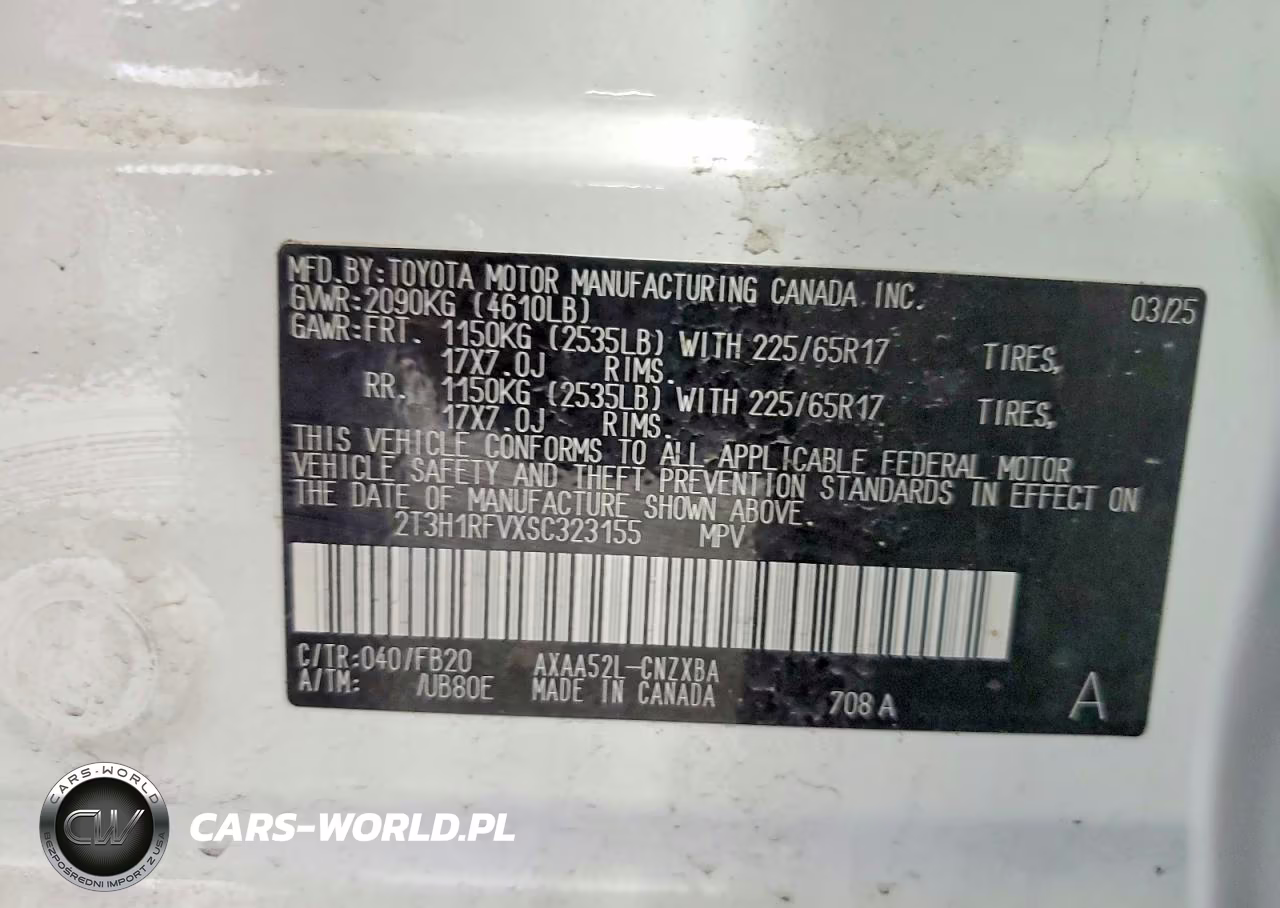 MFD.BY:TOYOTA MOTOR MANUFACTURING CANADA INC. 03/25
GVWR:2090KG (4610LB)
GAWR:FRT. 1150KG (2535LB) WITH 225/65R17 TIRES,
17X7.0J RIMS.
RR. 1150KG (2535LB) WITH 225/65R17 TIRES,
17X7.0J RIMS.
THIS VEHICLE CONFORMS TO ALL APPLICABLE FEDERAL MOTOR
VEHICLE SAFETY AND THEFT PREVENTION STANDARDS IN EFFECT ON
THE DATE OF MANUFACTURE SHOWN ABOVE.
2T3H1RFVXSC323155 MPV
C/TR:040/FB20 AXAA52L-CNZXBA
A/TM: /UB80E MADE IN CANADA 708A A
CARS-WORLD
CW
BEZPOŚREDNI IMPORT Z USA
CARS-WORLD.PL